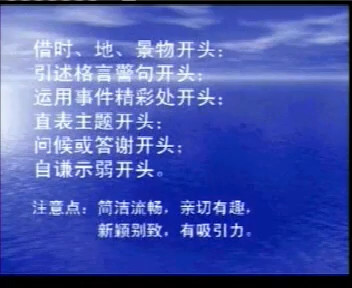 借时、地、景物开头；
引述格言警句开头；
运用事件精彩处开头；
直表主题开头；
问候或答谢开头；
自谦示弱开头。
注意点：简洁流畅，亲切有趣，
新颖别致，有吸引力。